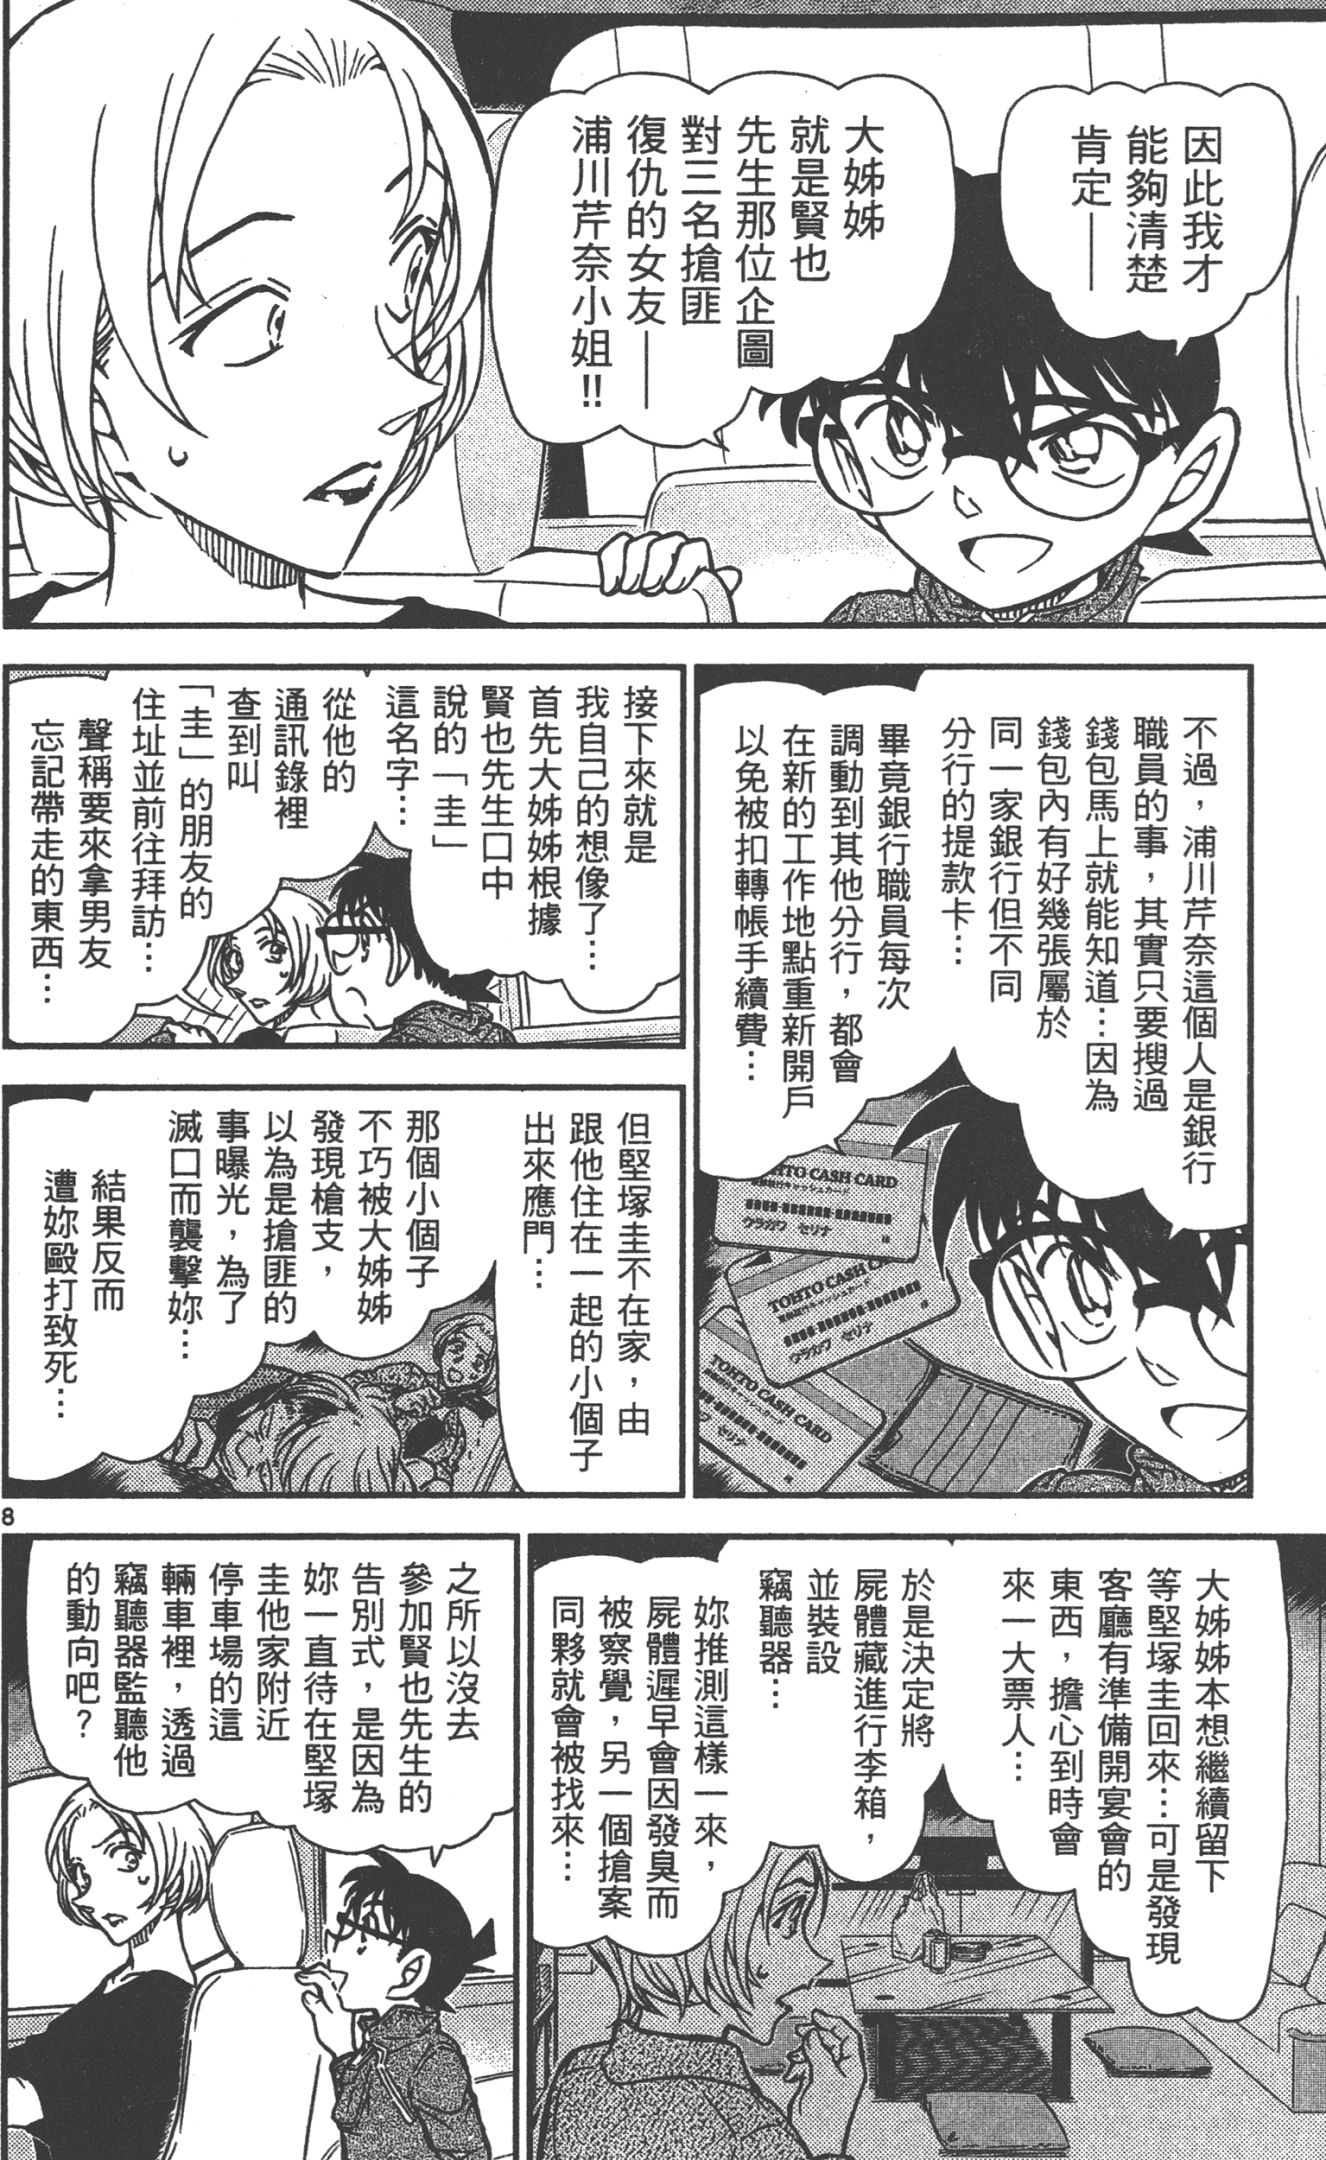 因此我才
能夠清楚
肯定——
大姊姊
就是賢也
先生那位企圖
對三名搶匪
復仇的女友——
浦川芹奈小姐!!
不過，浦川芹奈這個人是銀行
職員的事，其實只要搜過
錢包馬上就能知道…因為
錢包內有好幾張屬於
同一家銀行但不同
分行的提款卡…
畢竟銀行職員每次
調動到其他分行，都會
在新的工作地點重新開戶
以免被扣轉帳手續費…
TOHTO CASH CARD
ウラガワ セリナ
TOHTO CASH CARD
ウラガワ セリナ
TOHTO CASH CARD
セリナ
接下來就是
我自己的想像了…
首先大姊姊根據
賢也先生口中
說的「圭」
這名字…
從他的
通訊錄裡
查到叫
「圭」的朋友的
住址並前往拜訪…
聲稱要來拿男友
忘記帶走的東西…
但堅塚圭不在家，由
跟他住在一起的小個子
出來應門…
那個小個子
不巧被大姊姊
發現槍支，
以為是搶匪的
事曝光，為了
滅口而襲擊妳…
結果反而
遭妳毆打致死…
8
大姊姊本想繼續留下
等堅塚圭回來…可是發現
客廳有準備開宴會的
東西，擔心到時會
來一大票人…
於是決定將
屍體藏進行李箱，
並裝設
竊聽器…
妳推測這樣一來，
屍體遲早會因發臭而
被察覺，另一個搶案
同夥就會被找來…
之所以沒去
參加賢也先生的
告別式，是因為
妳一直待在堅塚
圭他家附近
停車場的這
輛車裡，透過
竊聽器監聽他
的動向吧？